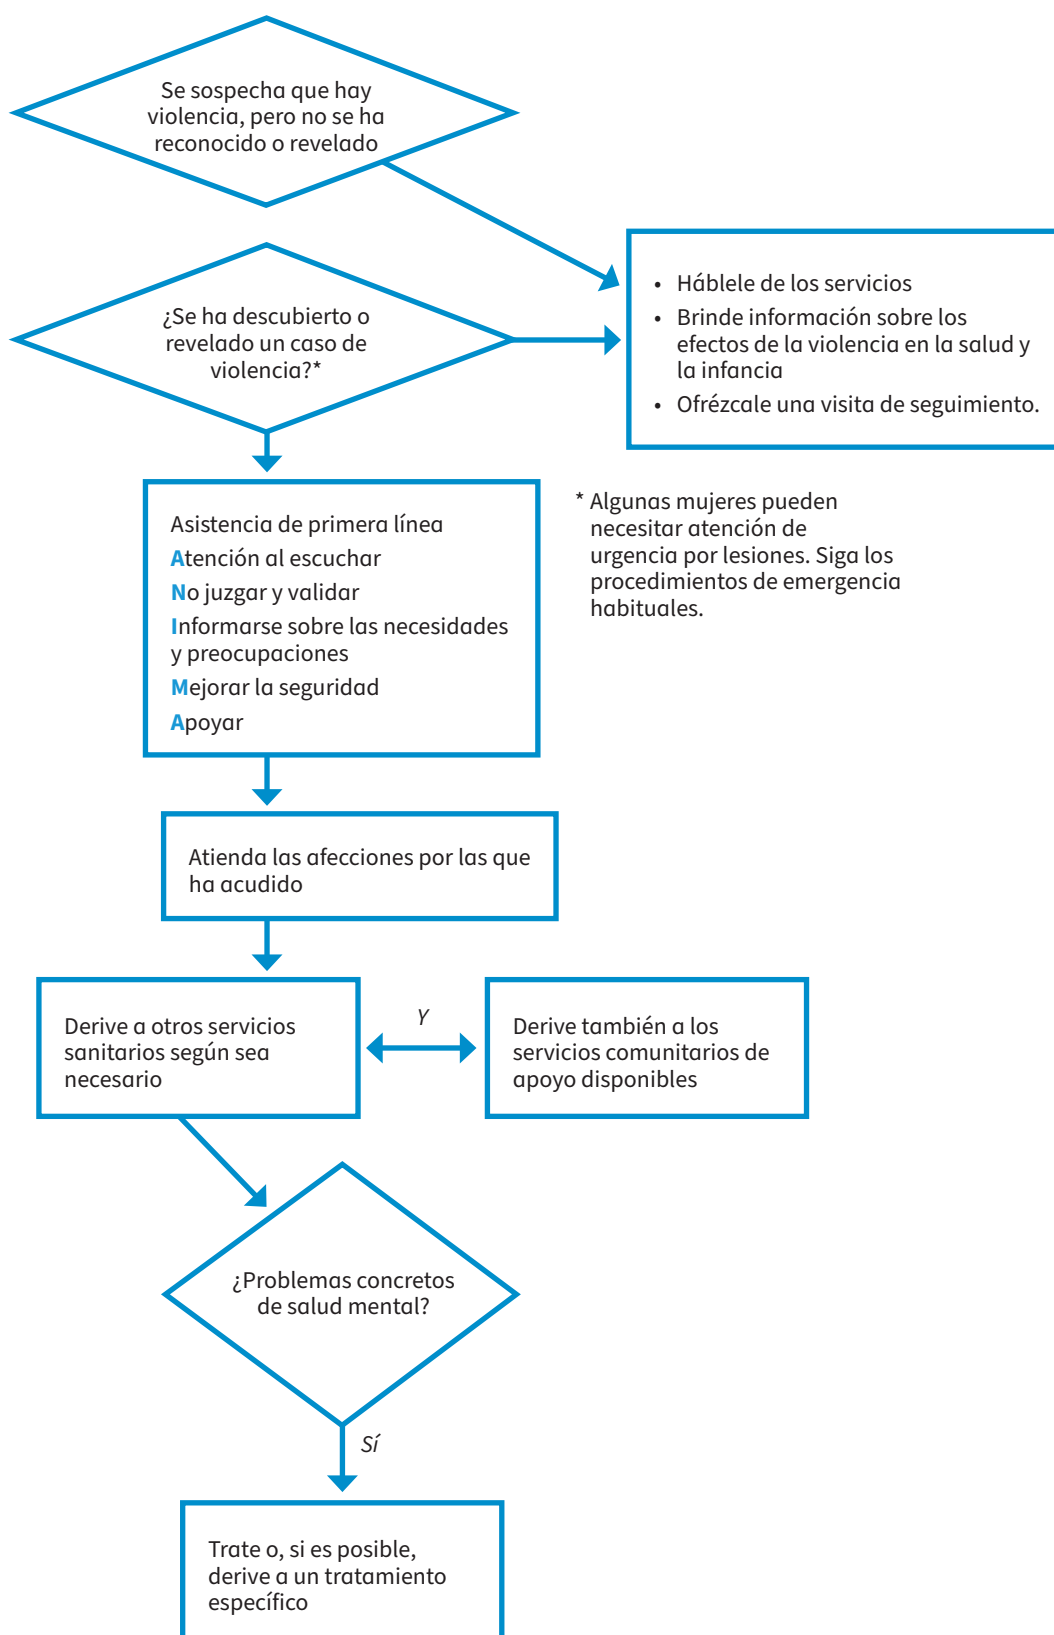 Se sospecha que hay
violencia, pero no se ha
reconocido o revelado
¿Se ha descubierto o
revelado un caso de
violencia?*
• Háblele de los servicios
• Brinde información sobre los
efectos de la violencia en la salud y
la infancia
• Ofrézcale una visita de seguimiento.
Asistencia de primera línea
Atención al escuchar
No juzgar y validar
Informarse sobre las necesidades
y preocupaciones
Mejorar la seguridad
Apoyar
* Algunas mujeres pueden
necesitar atención de
urgencia por lesiones. Siga los
procedimientos de emergencia
habituales.
Atienda las afecciones por las que
ha acudido
Derive a otros servicios
sanitarios según sea
necesario
Y
Derive también a los
servicios comunitarios de
apoyo disponibles
¿Problemas concretos
de salud mental?
Sí
Trate o, si es posible,
derive a un tratamiento
específico